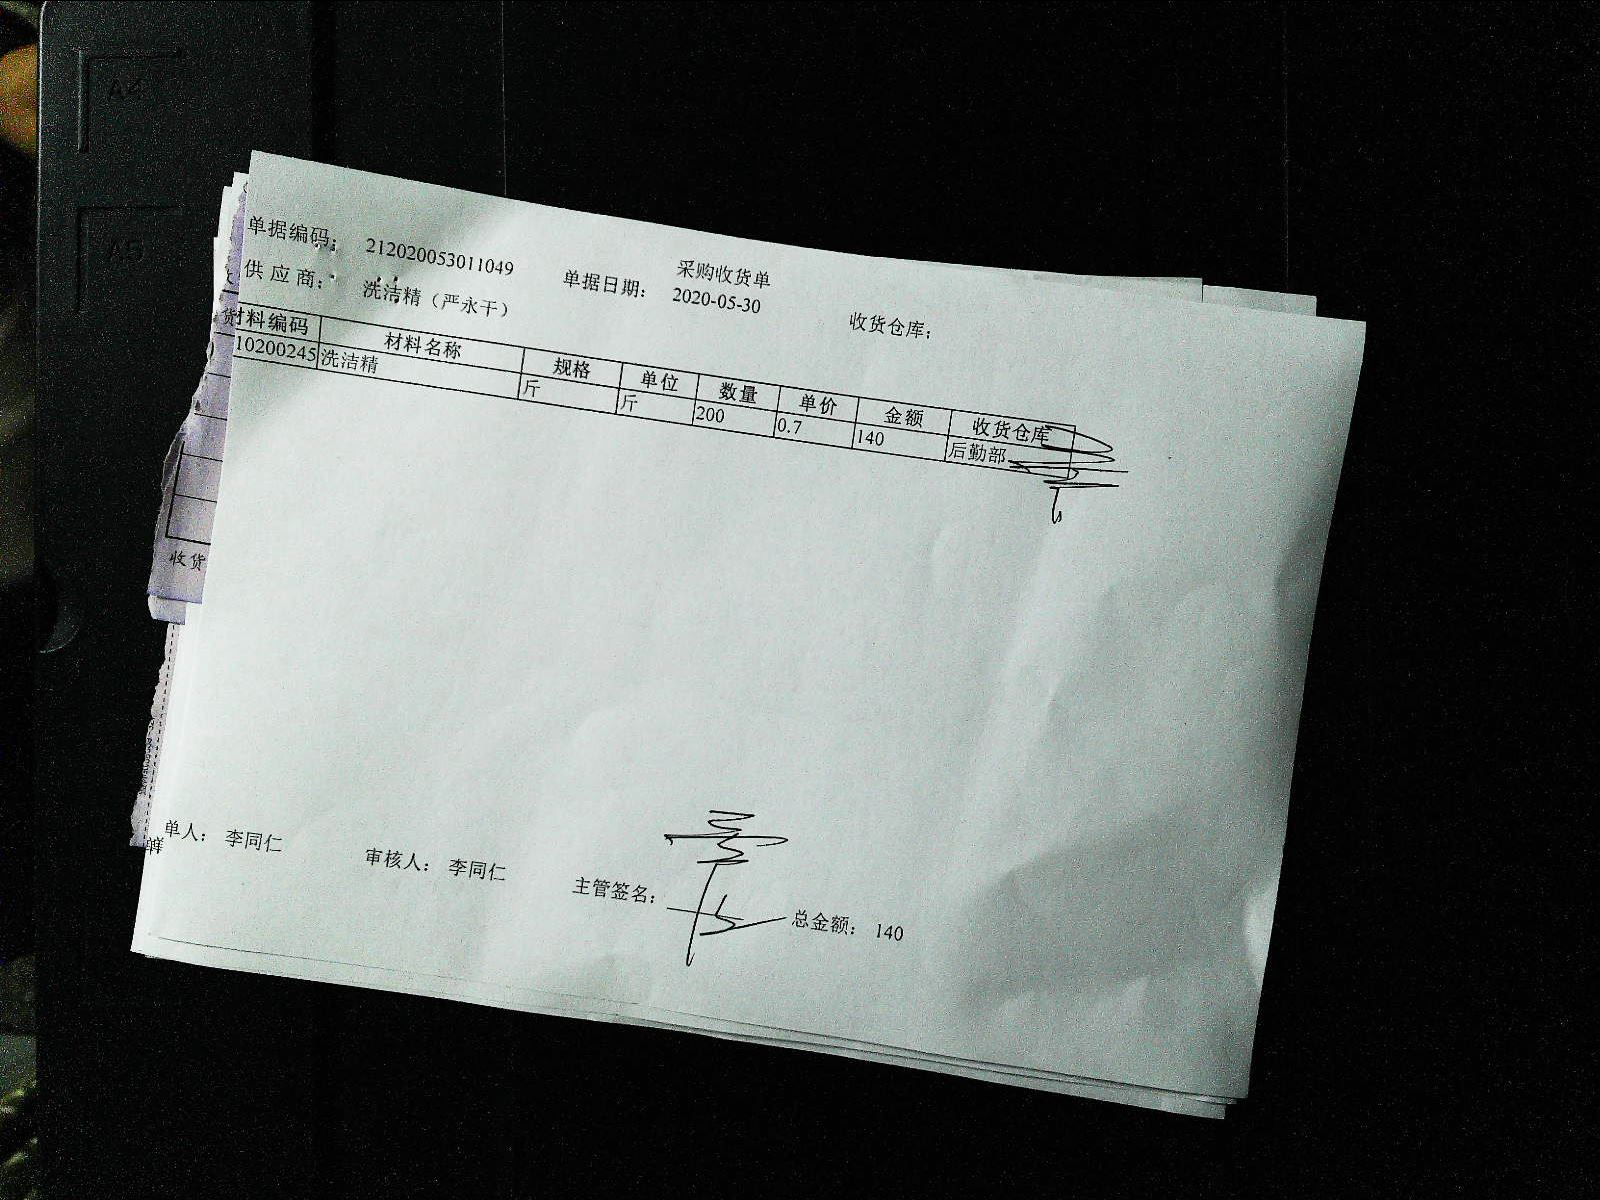 A4
A5
采购收货单
单据编码： 212020053011049 单据日期： 2020-05-30 收货仓库：
供应商： 洗洁精（严永干）
材料编码 材料名称 规格 单位 数量 单价 金额 收货仓库
10200245 洗洁精 斤 斤 200 0.7 140 后勤部
收货
单人： 李同仁 审核人： 李同仁 主管签名： 总金额： 140